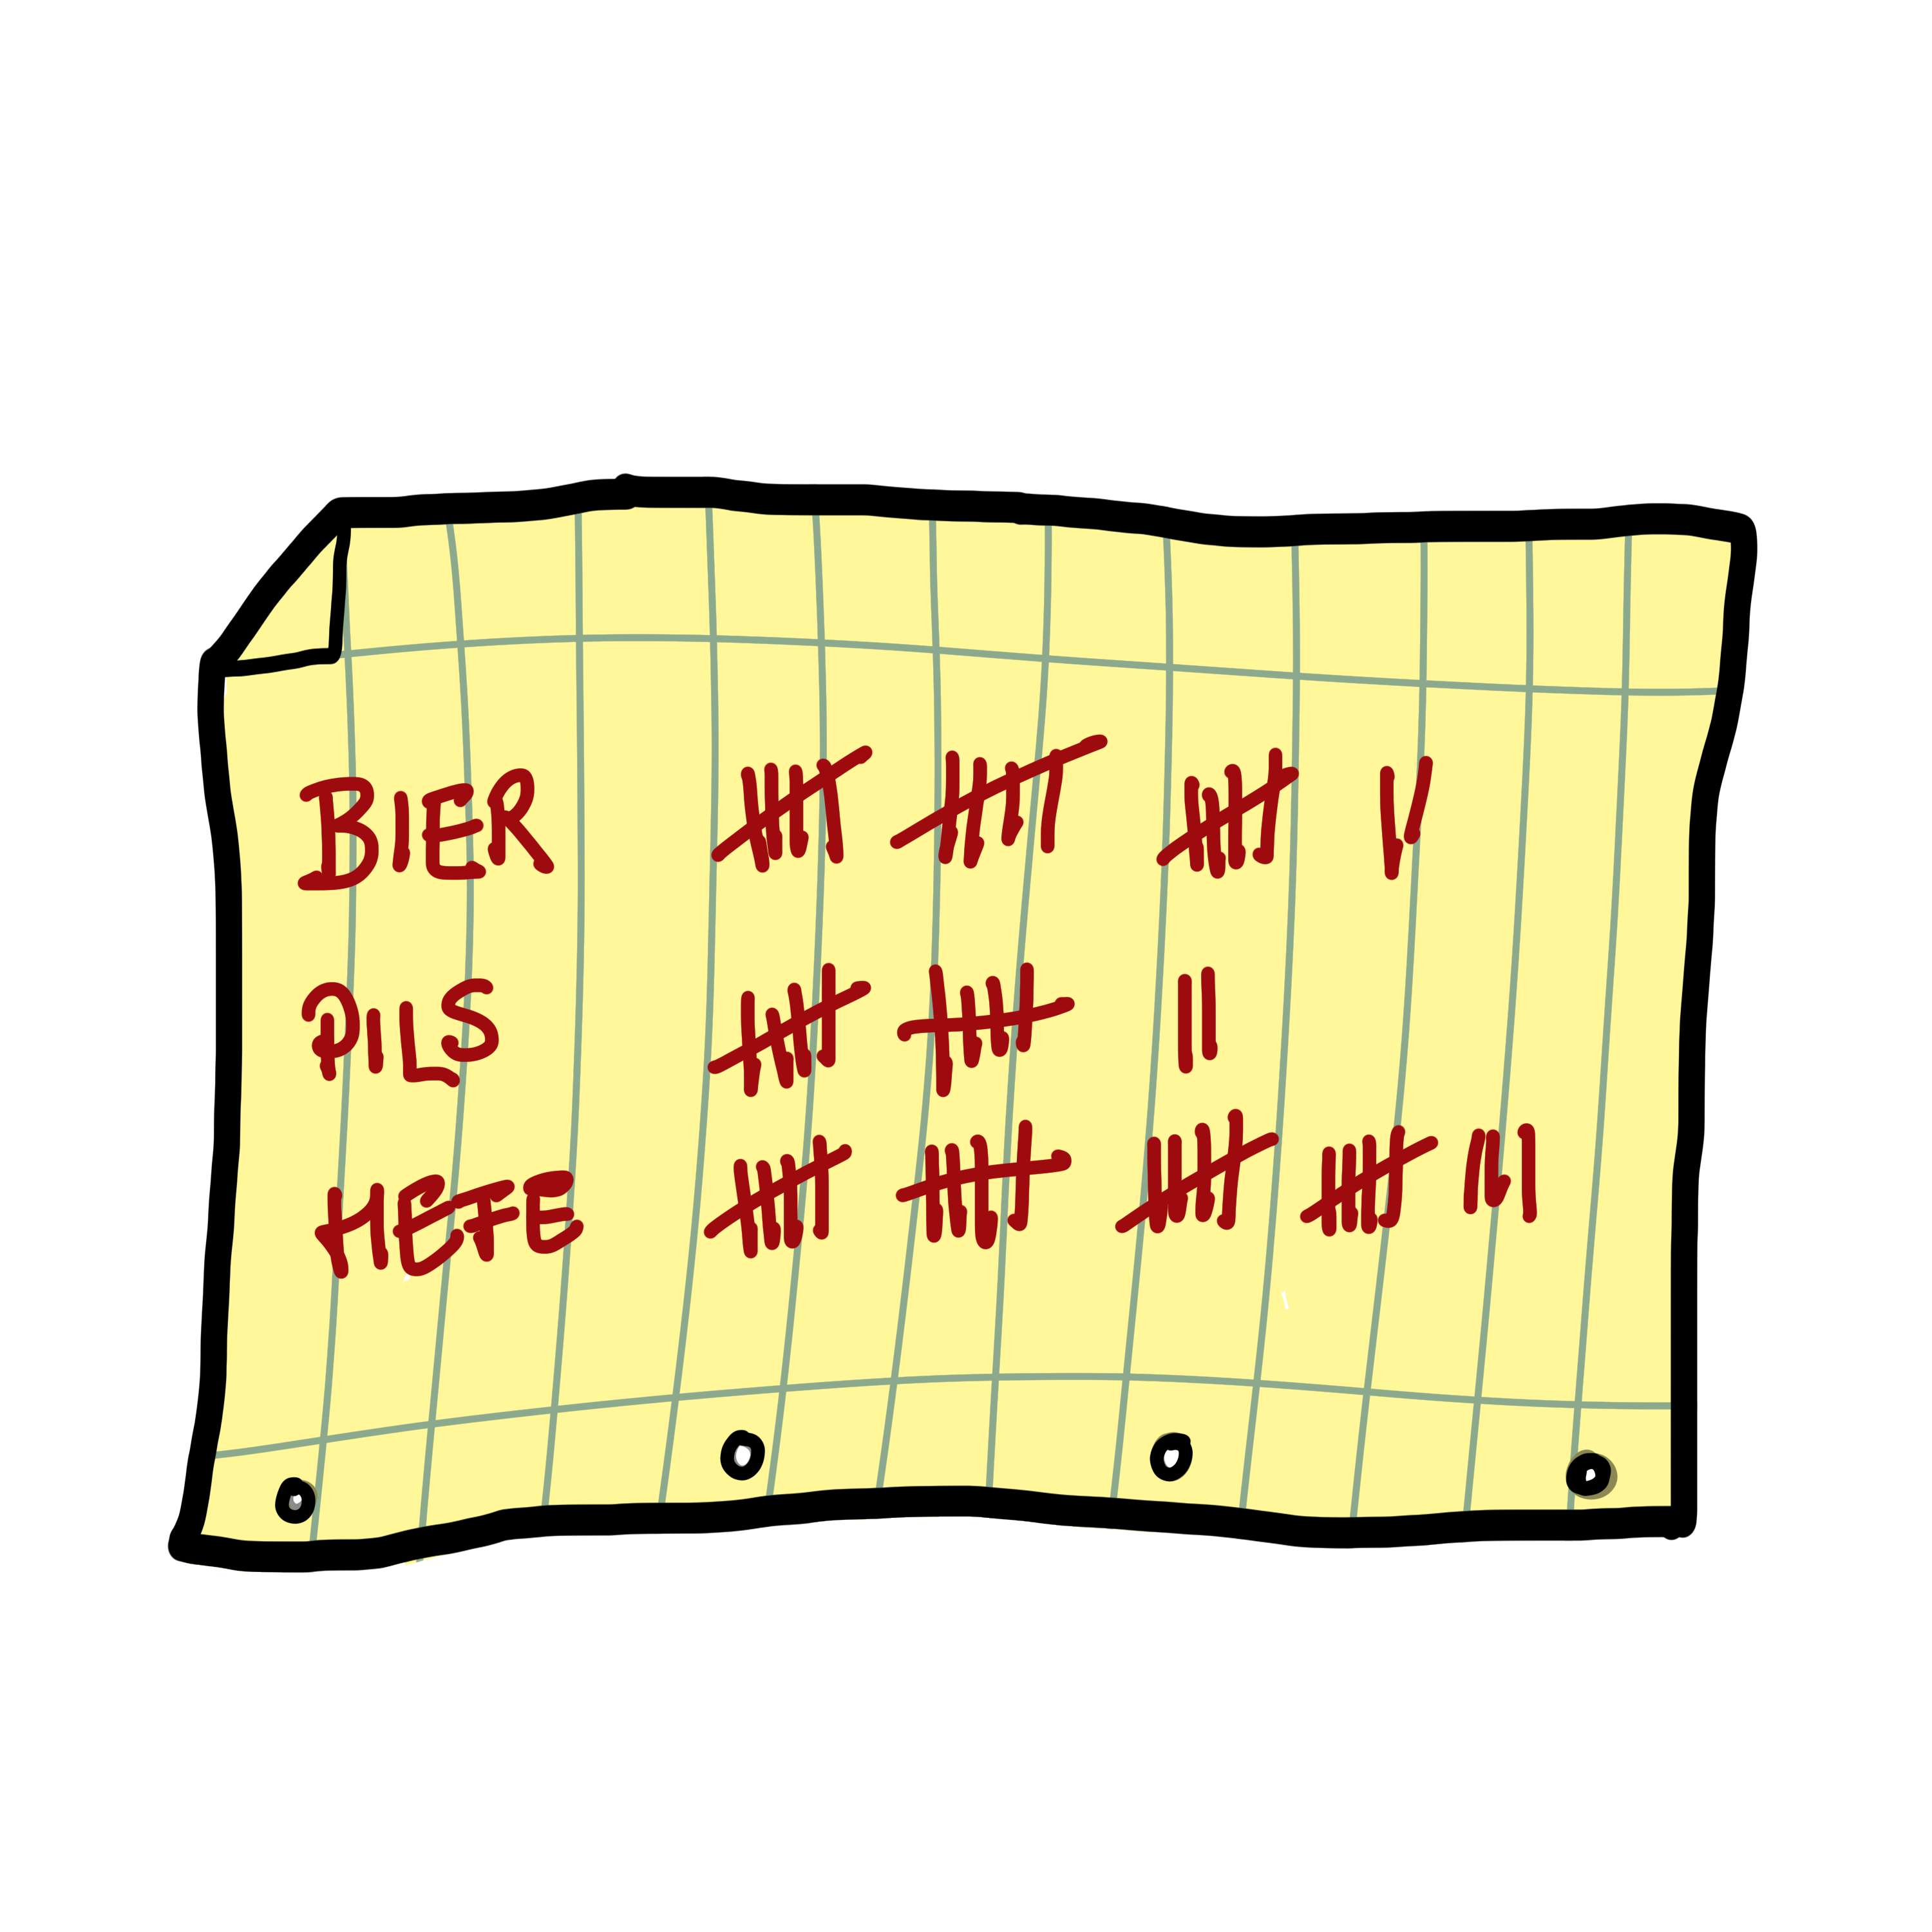 BIER 𝍸 𝍸 𝍸 ||
PILS 𝍸 𝍸 ||
HEFE 𝍸 𝍸 𝍸 𝍸 |||